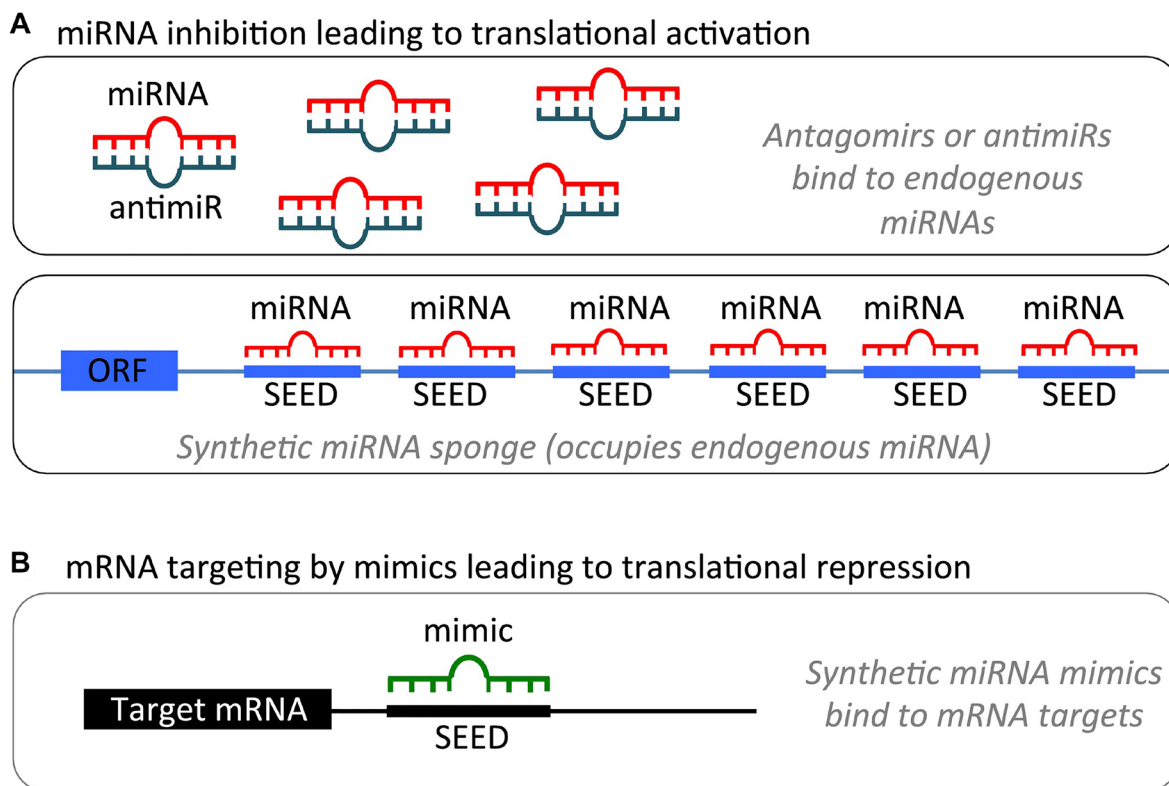 A miRNA inhibition leading to translational activation
miRNA
antimiR
Antagomirs or antimiRs
bind to endogenous
miRNAs
miRNA miRNA miRNA miRNA miRNA miRNA
ORF
SEED SEED SEED SEED SEED SEED
Synthetic miRNA sponge (occupies endogenous miRNA)
B mRNA targeting by mimics leading to translational repression
mimic
Target mRNA
SEED
Synthetic miRNA mimics
bind to mRNA targets